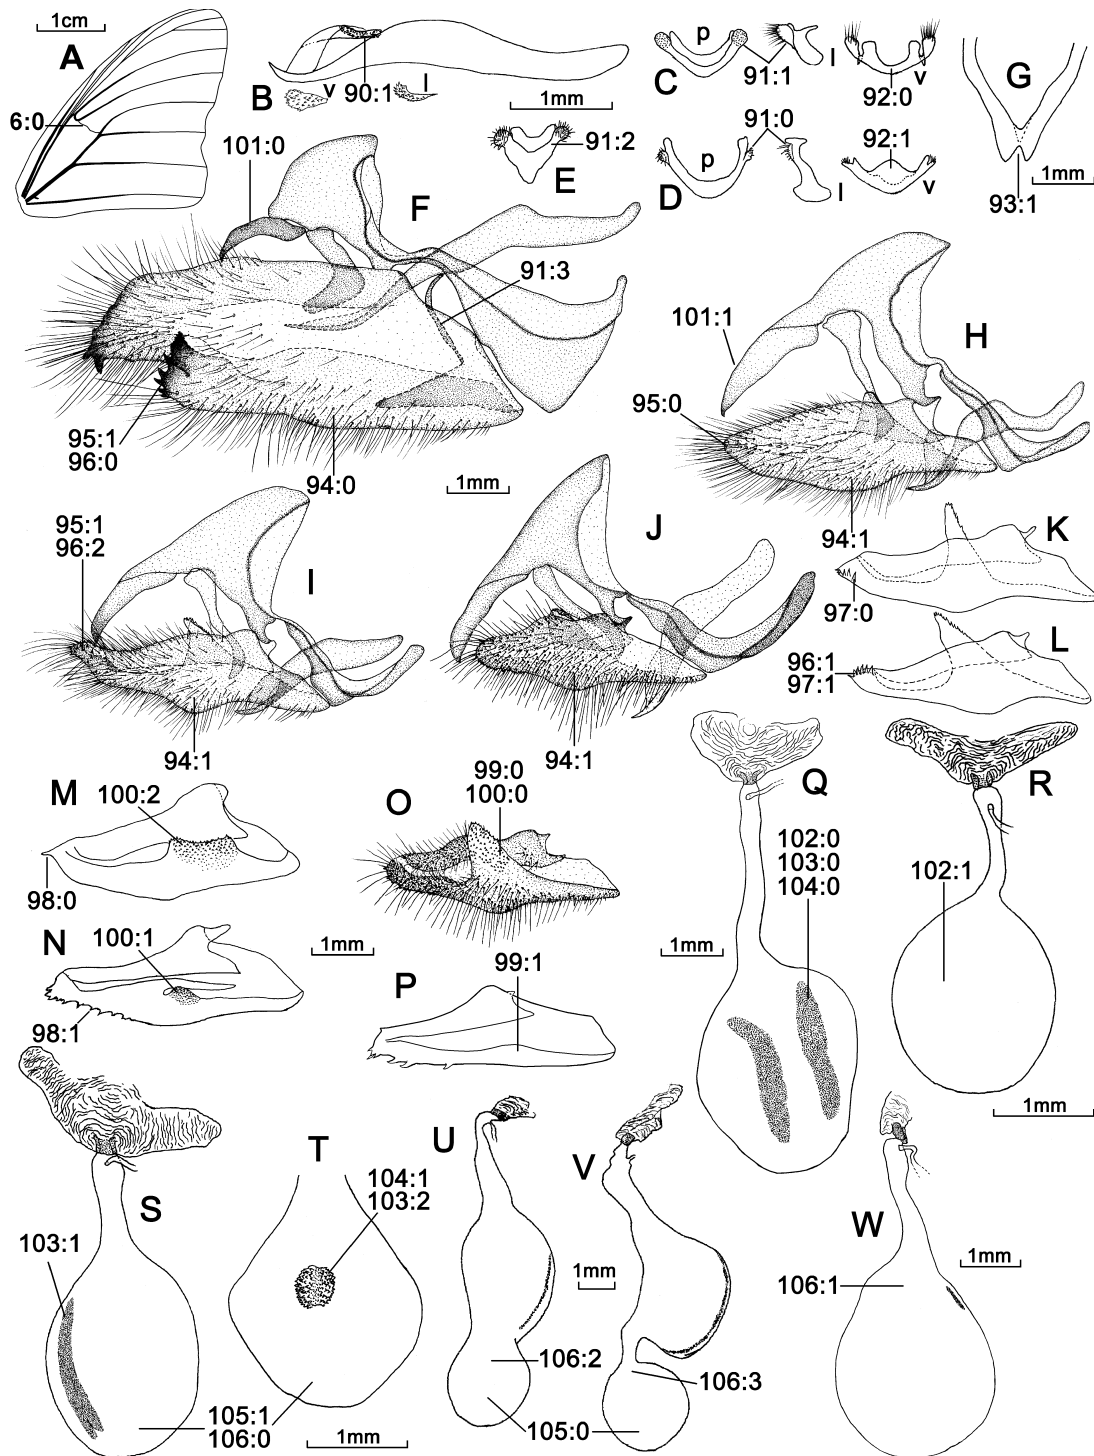 1cm
A
6:0
B
v
90:1
l
C
p
91:1
l
92:0
v
G
1mm
93:1
1mm
E
91:2
D
p
91:0
l
92:1
v
101:0
F
91:3
95:1
96:0
94:0
1mm
101:1
H
95:0
94:1
95:1
96:2
I
94:1
J
94:1
K
97:0
L
96:1
97:1
M
100:2
98:0
N
100:1
98:1
1mm
O
99:0
100:0
P
99:1
Q
102:0
103:0
104:0
1mm
R
102:1
1mm
S
103:1
T
104:1
103:2
105:1
106:0
1mm
U
106:2
105:0
V
1mm
106:3
W
106:1
1mm